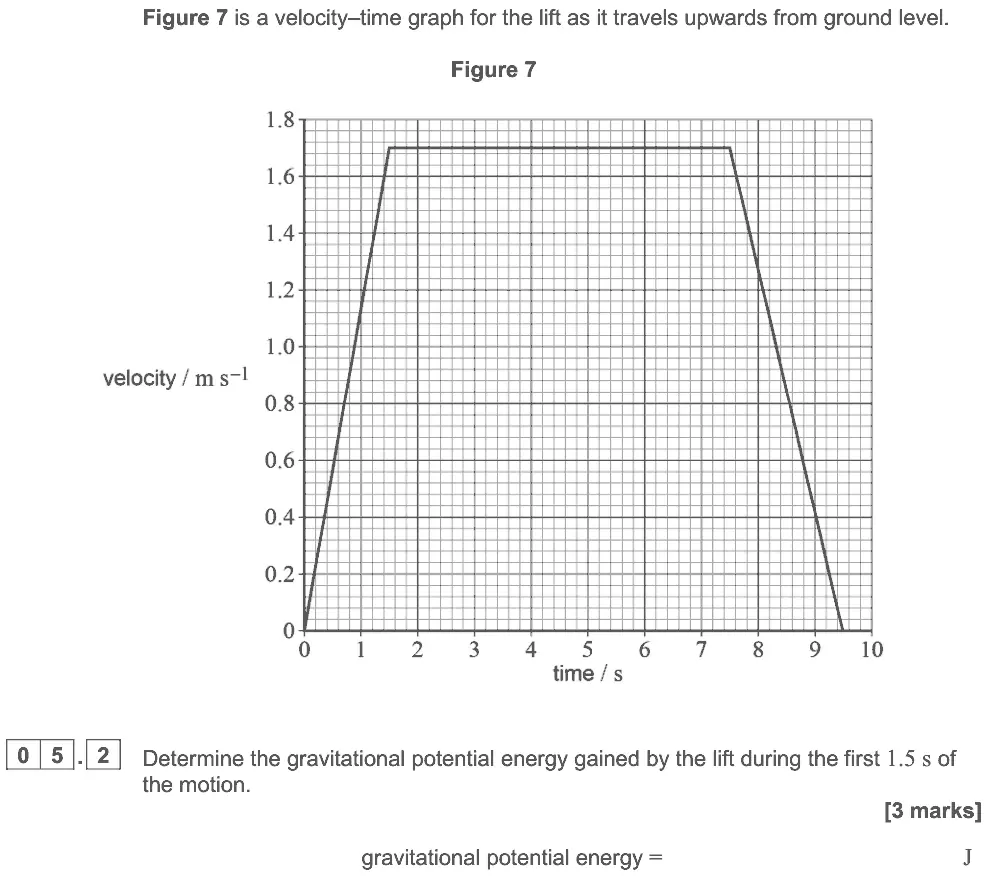 Figure 7 is a velocity–time graph for the lift as it travels upwards from ground level.
Figure 7
1.8
1.6
1.4
1.2
1.0
velocity / m s⁻¹
0.8
0.6
0.4
0.2
0
0 1 2 3 4 5 6 7 8 9 10
time / s
0 5 . 2 Determine the gravitational potential energy gained by the lift during the first 1.5 s of
the motion.
[3 marks]
gravitational potential energy = J